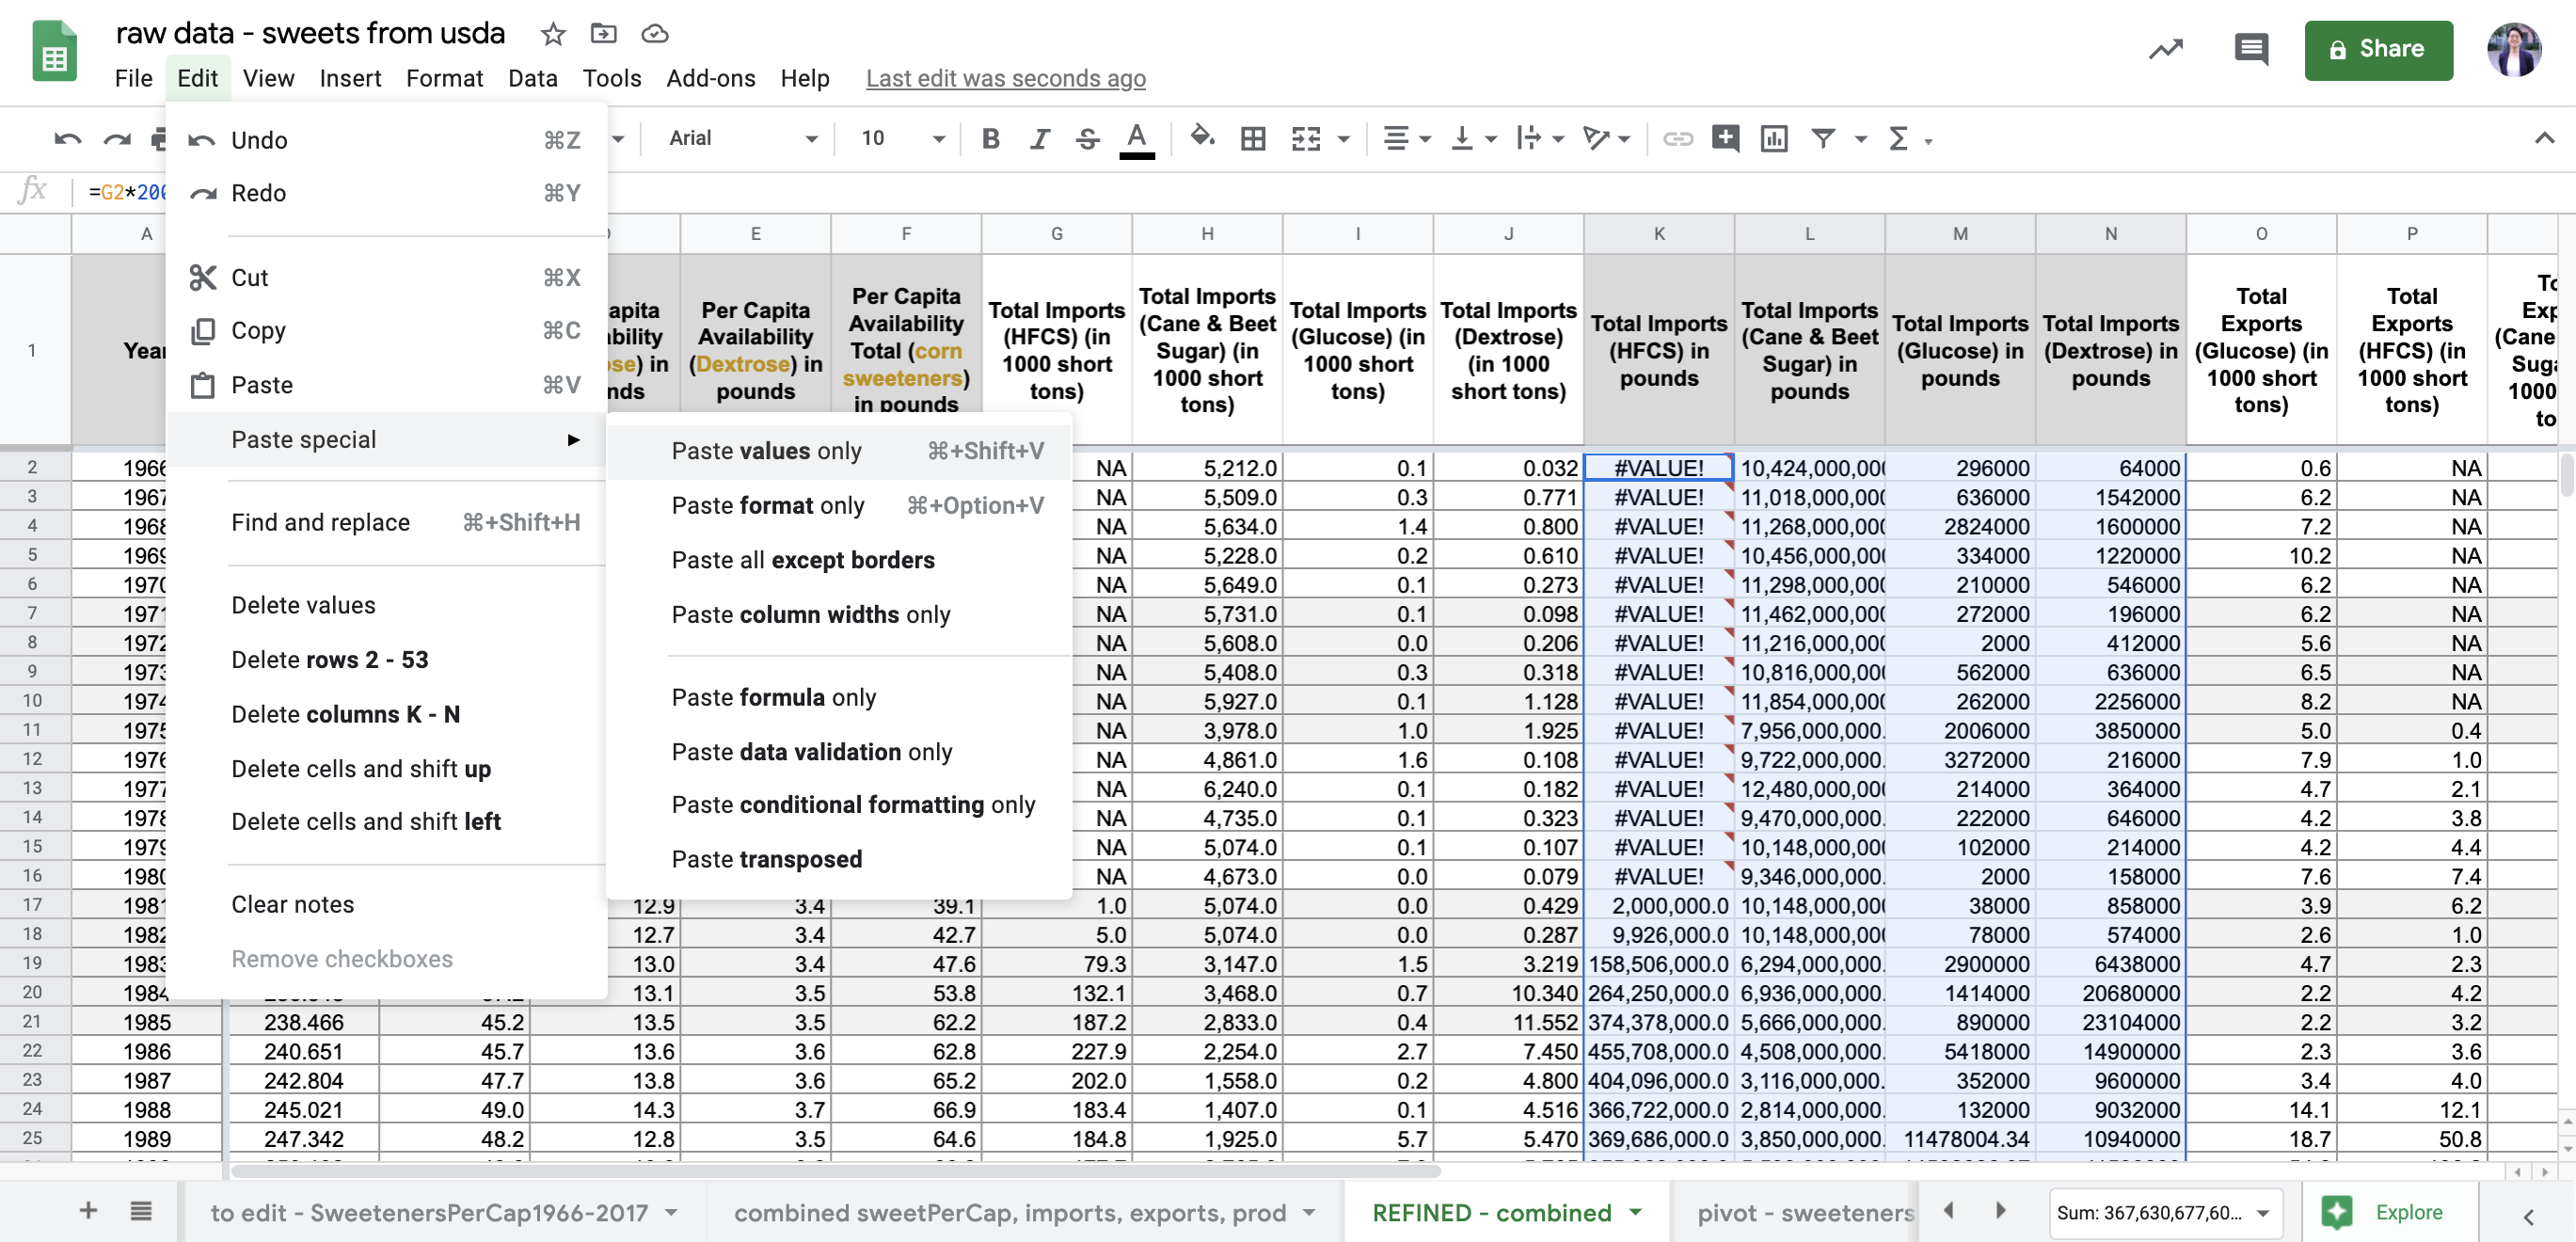 raw data - sweets from usda
File Edit View Insert Format Data Tools Add-ons Help Last edit was seconds ago
Share
Arial 10 B I S A
fx =G2*200
Undo ⌘Z
Redo ⌘Y
Cut ⌘X
Copy ⌘C
Paste ⌘V
Paste special
Find and replace ⌘+Shift+H
Delete values
Delete rows 2 - 53
Delete columns K - N
Delete cells and shift up
Delete cells and shift left
Clear notes
Remove checkboxes
Paste values only ⌘+Shift+V
Paste format only ⌘+Option+V
Paste all except borders
Paste column widths only
Paste formula only
Paste data validation only
Paste conditional formatting only
Paste transposed
A E F G H I J K L M N O P
1 Year
Per Capita Availability (Dextrose) in pounds
Per Capita Availability Total (corn sweeteners) in pounds
Total Imports (HFCS) (in 1000 short tons)
Total Imports (Cane & Beet Sugar) (in 1000 short tons)
Total Imports (Glucose) (in 1000 short tons)
Total Imports (Dextrose) (in 1000 short tons)
Total Imports (HFCS) in pounds
Total Imports (Cane & Beet Sugar) in pounds
Total Imports (Glucose) in pounds
Total Imports (Dextrose) in pounds
Total Exports (Glucose) (in 1000 short tons)
Total Exports (HFCS) (in 1000 short tons)
2 1966 NA 5,212.0 0.1 0.032 #VALUE! 10,424,000,00 296000 64000 0.6 NA
3 1967 NA 5,509.0 0.3 0.771 #VALUE! 11,018,000,00 636000 1542000 6.2 NA
4 1968 NA 5,634.0 1.4 0.800 #VALUE! 11,268,000,00 2824000 1600000 7.2 NA
5 1969 NA 5,228.0 0.2 0.610 #VALUE! 10,456,000,00 334000 1220000 10.2 NA
6 1970 NA 5,649.0 0.1 0.273 #VALUE! 11,298,000,00 210000 546000 6.2 NA
7 1971 NA 5,731.0 0.1 0.098 #VALUE! 11,462,000,00 272000 196000 6.2 NA
8 1972 NA 5,608.0 0.0 0.206 #VALUE! 11,216,000,00 2000 412000 5.6 NA
9 1973 NA 5,408.0 0.3 0.318 #VALUE! 10,816,000,00 562000 636000 6.5 NA
10 1974 NA 5,927.0 0.1 1.128 #VALUE! 11,854,000,00 262000 2256000 8.2 NA
11 1975 NA 3,978.0 1.0 1.925 #VALUE! 7,956,000,000. 2006000 3850000 5.0 0.4
12 1976 NA 4,861.0 1.6 0.108 #VALUE! 9,722,000,000. 3272000 216000 7.9 1.0
13 1977 NA 6,240.0 0.1 0.182 #VALUE! 12,480,000,00 214000 364000 4.7 2.1
14 1978 NA 4,735.0 0.1 0.323 #VALUE! 9,470,000,000. 222000 646000 4.2 3.8
15 1979 NA 5,074.0 0.1 0.107 #VALUE! 10,148,000,00 102000 214000 4.2 4.4
16 1980 NA 4,673.0 0.0 0.079 #VALUE! 9,346,000,000. 2000 158000 7.6 7.4
17 1981 12.9 3.4 39.1 1.0 5,074.0 0.0 0.429 2,000,000.0 10,148,000,00 38000 858000 3.9 6.2
18 1982 12.7 3.4 42.7 5.0 5,074.0 0.0 0.287 9,926,000.0 10,148,000,00 78000 574000 2.6 1.0
19 1983 13.0 3.4 47.6 79.3 3,147.0 1.5 3.219 158,506,000.0 6,294,000,000. 2900000 6438000 4.7 2.3
20 1984 13.1 3.5 53.8 132.1 3,468.0 0.7 10.340 264,250,000.0 6,936,000,000. 1414000 20680000 2.2 4.2
21 1985 238.466 45.2 13.5 3.5 62.2 187.2 2,833.0 0.4 11.552 374,378,000.0 5,666,000,000. 890000 23104000 2.2 3.2
22 1986 240.651 45.7 13.6 3.6 62.8 227.9 2,254.0 2.7 7.450 455,708,000.0 4,508,000,000. 5418000 14900000 2.3 3.6
23 1987 242.804 47.7 13.8 3.6 65.2 202.0 1,558.0 0.2 4.800 404,096,000.0 3,116,000,000. 352000 9600000 3.4 4.0
24 1988 245.021 49.0 14.3 3.7 66.9 183.4 1,407.0 0.1 4.516 366,722,000.0 2,814,000,000. 132000 9032000 14.1 12.1
25 1989 247.342 48.2 12.8 3.5 64.6 184.8 1,925.0 5.7 5.470 369,686,000.0 3,850,000,000. 11478004.34 10940000 18.7 50.8
to edit - SweetenersPerCap1966-2017 combined sweetPerCap, imports, exports, prod REFINED - combined pivot - sweeteners Sum: 367,630,677,60... Explore